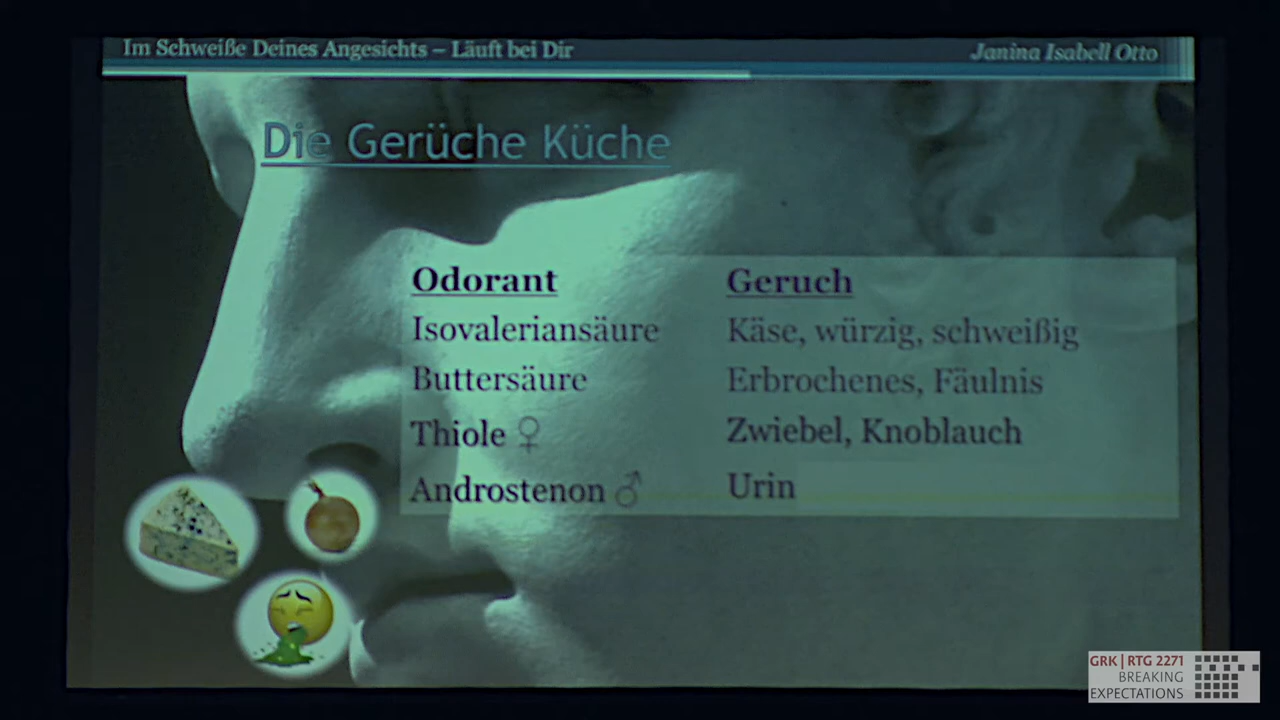 Im Schweiße Deines Angesichts – Läuft bei Dir
Janina Isabell Otto
Die Gerüche Küche
Odorant Geruch
Isovaleriansäure Käse, würzig, schweißig
Buttersäure Erbrochenes, Fäulnis
Thiole ♀ Zwiebel, Knoblauch
Androstenon ♂ Urin
GRK | RTG 2271
BREAKING
EXPECTATIONS